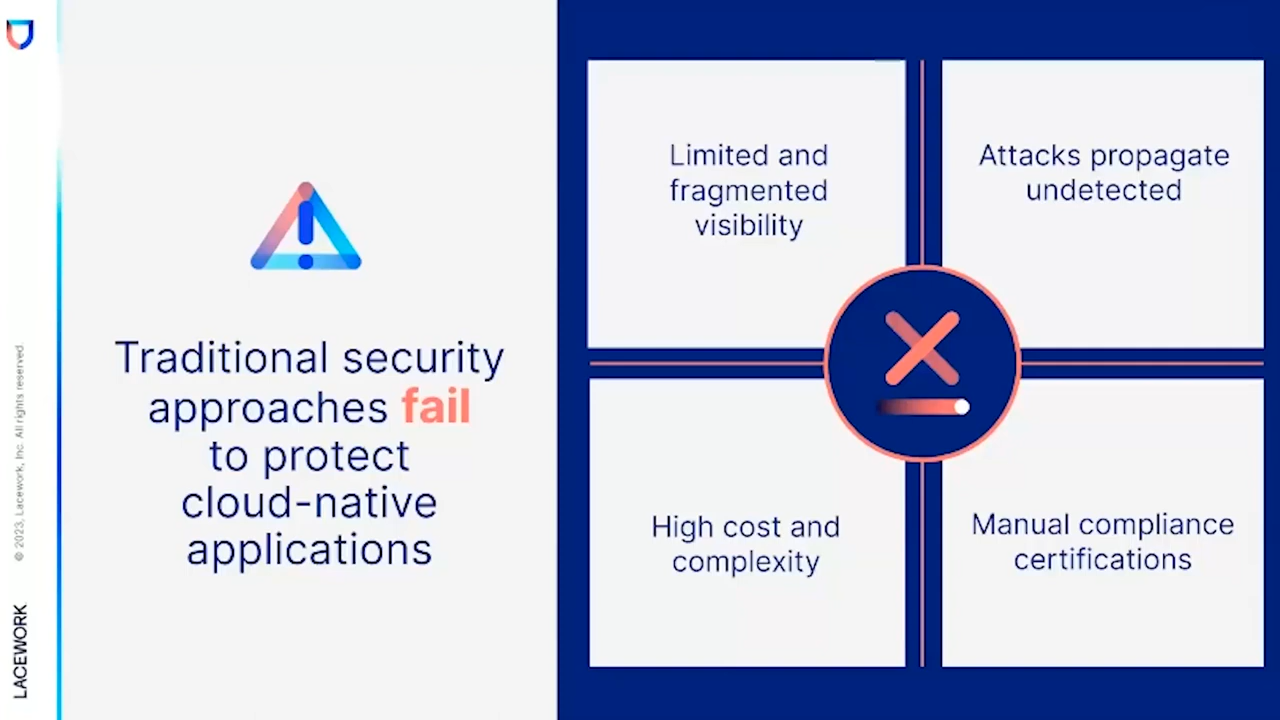 Traditional security
approaches fail
to protect
cloud-native
applications
Limited and
fragmented
visibility
Attacks propagate
undetected
High cost and
complexity
Manual compliance
certifications
© 2023, Lacework, Inc. All rights reserved.
LACEWORK